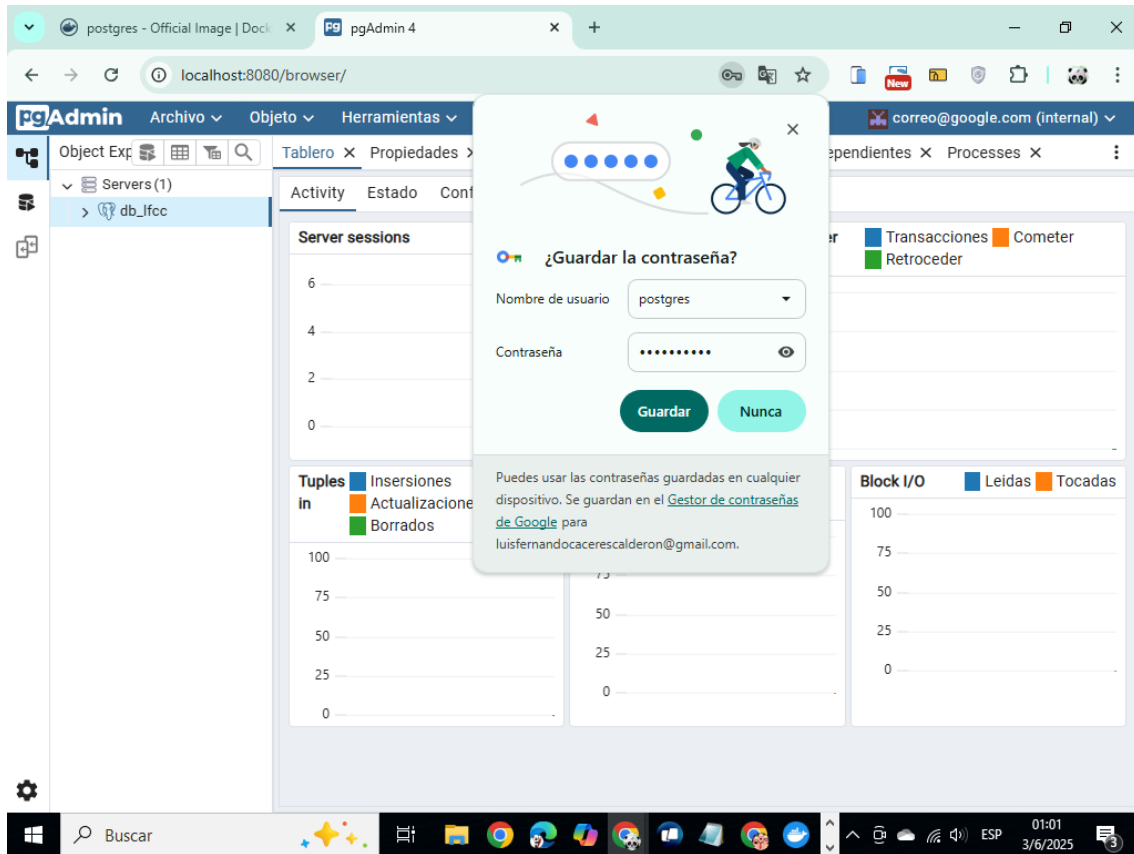 postgres - Official Image | Dock
pgAdmin 4
localhost:8080/browser/
New
pgAdmin
Archivo
Objeto
Herramientas
correo@google.com (internal)
Object Exp
Tablero
Propiedades
ependientes
Processes
Servers (1)
db_lfcc
Activity
Estado
Conf
Server sessions
6
4
2
0
er
Transacciones
Cometer
Retroceder
¿Guardar la contraseña?
Nombre de usuario
postgres
Contraseña
••••••••••
Guardar
Nunca
Puedes usar las contraseñas guardadas en cualquier
dispositivo. Se guardan en el Gestor de contraseñas
de Google para
luisfernandocacerescalderon@gmail.com.
Tuples
in
Insersiones
Actualizacione
Borrados
100
75
50
25
0
75
50
25
0
Block I/O
Leidas
Tocadas
100
75
50
25
0
Buscar
ESP
01:01
3/6/2025
3